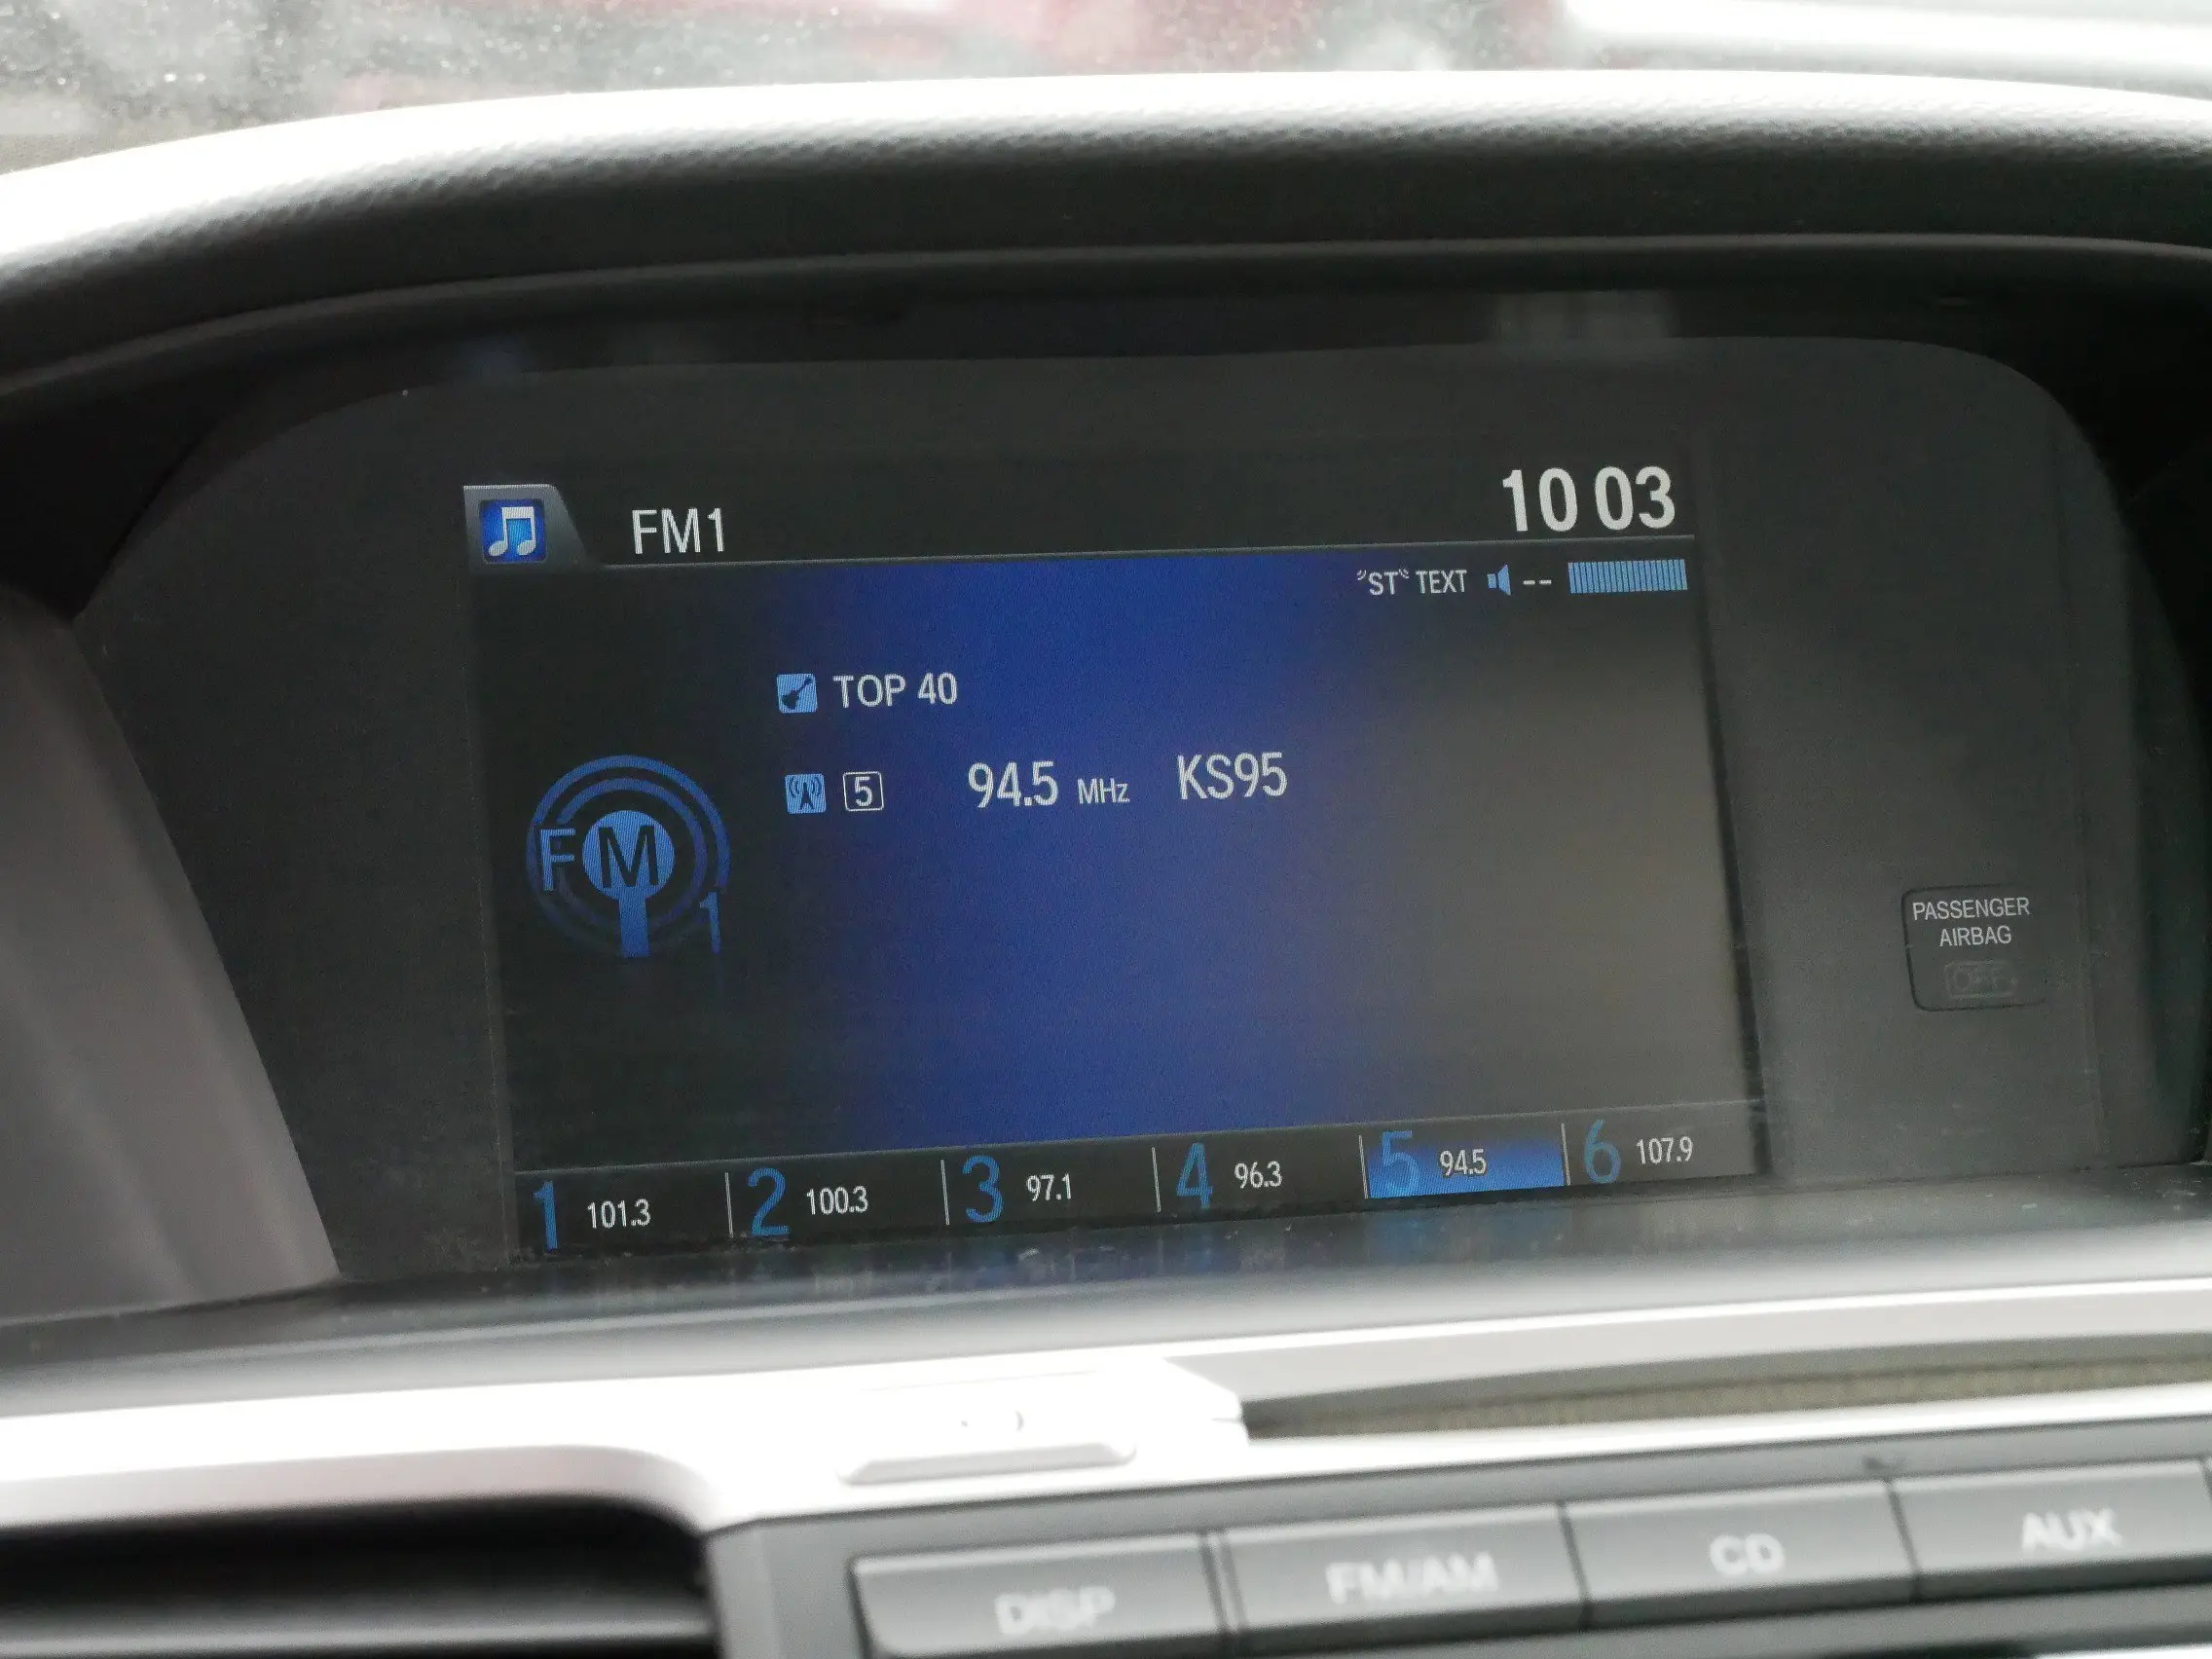 FM1
10 03
ST TEXT --
TOP 40
5 94.5 MHz KS95
FM
1
PASSENGER
AIRBAG
OFF
1 101.3 2 100.3 3 97.1 4 96.3 5 94.5 6 107.9
DISP FM/AM CD AUX